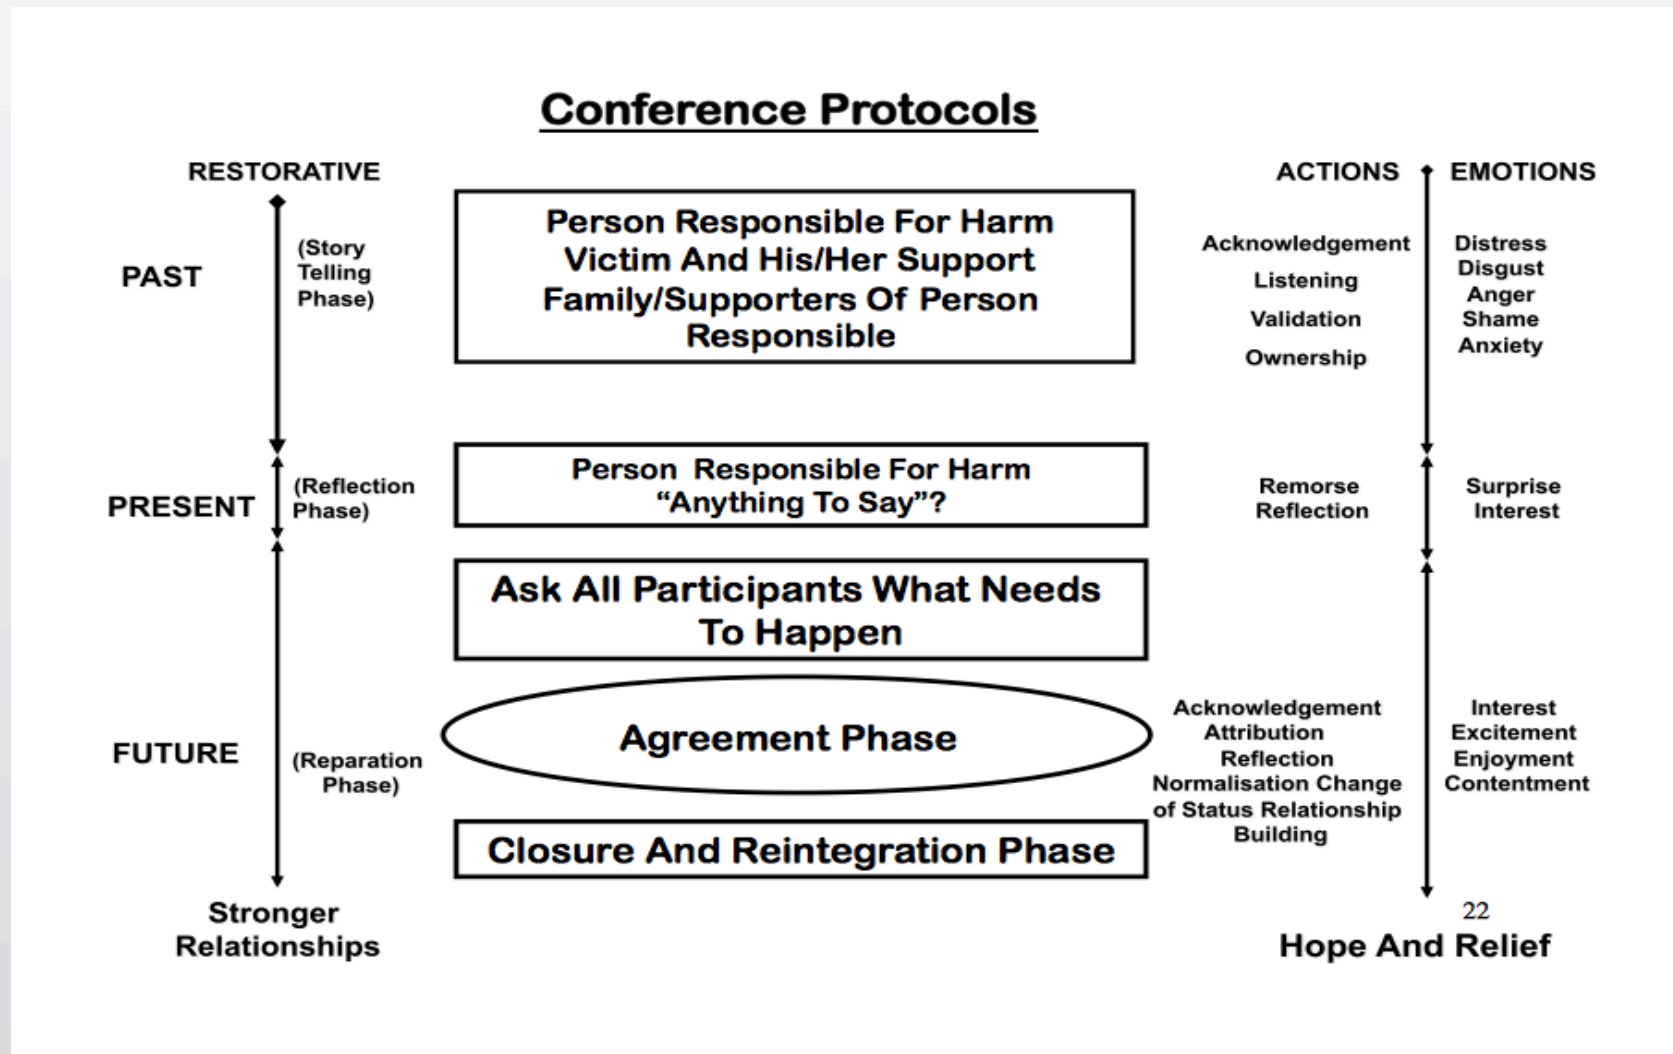 Conference Protocols
RESTORATIVE
ACTIONS
EMOTIONS
PAST
(Story
Telling
Phase)
Person Responsible For Harm
Victim And His/Her Support
Family/Supporters Of Person
Responsible
Acknowledgement
Listening
Validation
Ownership
Distress
Disgust
Anger
Shame
Anxiety
PRESENT
(Reflection
Phase)
Person Responsible For Harm
“Anything To Say”?
Remorse
Reflection
Surprise
Interest
Ask All Participants What Needs
To Happen
FUTURE
(Reparation
Phase)
Agreement Phase
Closure And Reintegration Phase
Acknowledgement
Attribution
Reflection
Normalisation Change
of Status Relationship
Building
Interest
Excitement
Enjoyment
Contentment
Stronger
Relationships
22
Hope And Relief